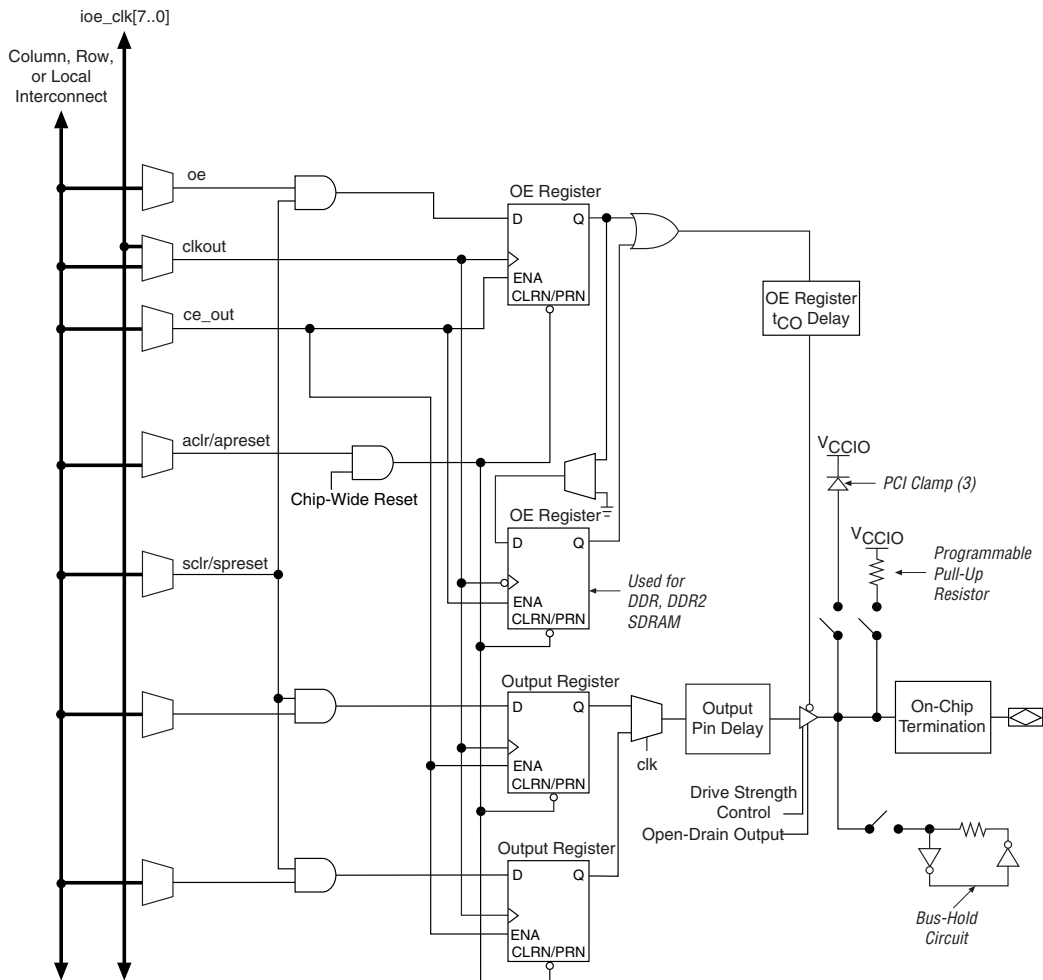 ioe_clk[7..0]
Column, Row,
or Local
Interconnect
oe
OE Register
D
Q
clkout
ENA
CLRN/PRN
OE Register
tCO Delay
ce_out
aclr/apreset
Chip-Wide Reset
VCCIO
PCI Clamp (3)
OE Register
D
Q
ENA
CLRN/PRN
Used for
DDR, DDR2
SDRAM
VCCIO
Programmable
Pull-Up
Resistor
sclr/spreset
Output Register
D
Q
ENA
CLRN/PRN
clk
Output
Pin Delay
On-Chip
Termination
Drive Strength
Control
Open-Drain Output
Output Register
D
Q
ENA
CLRN/PRN
Bus-Hold
Circuit